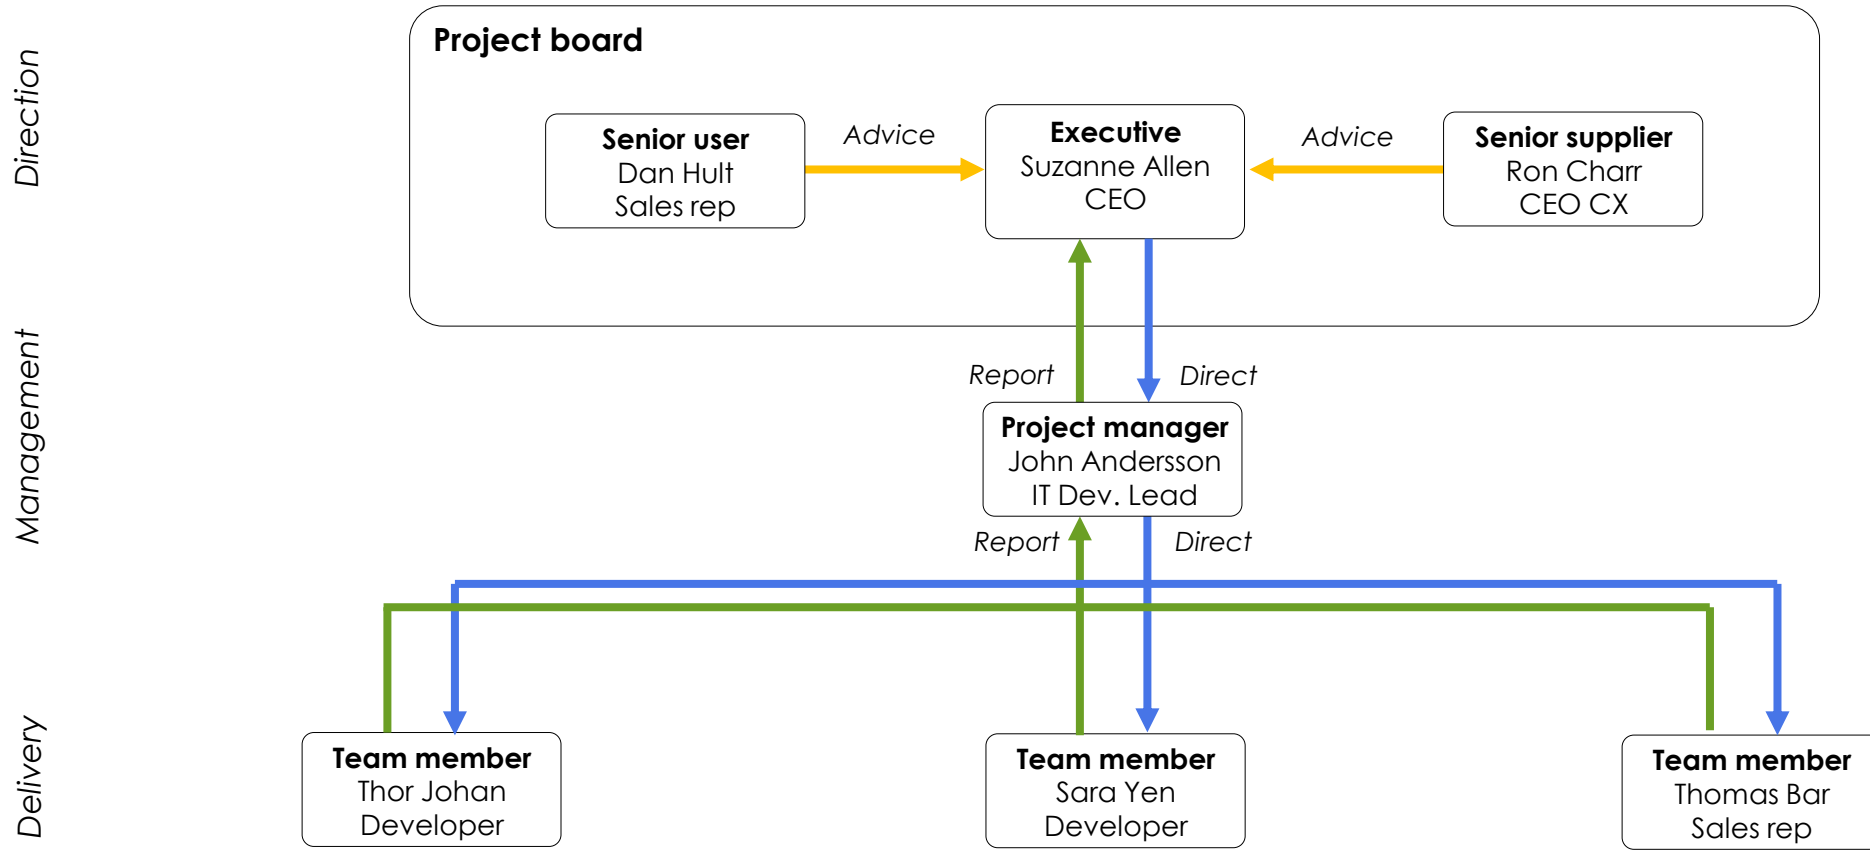 Direction
Project board
Senior user
Dan Hult
Sales rep
Advice
Executive
Suzanne Allen
CEO
Advice
Senior supplier
Ron Charr
CEO CX
Management
Report
Direct
Project manager
John Andersson
IT Dev. Lead
Report
Direct
Delivery
Team member
Thor Johan
Developer
Team member
Sara Yen
Developer
Team member
Thomas Bar
Sales rep